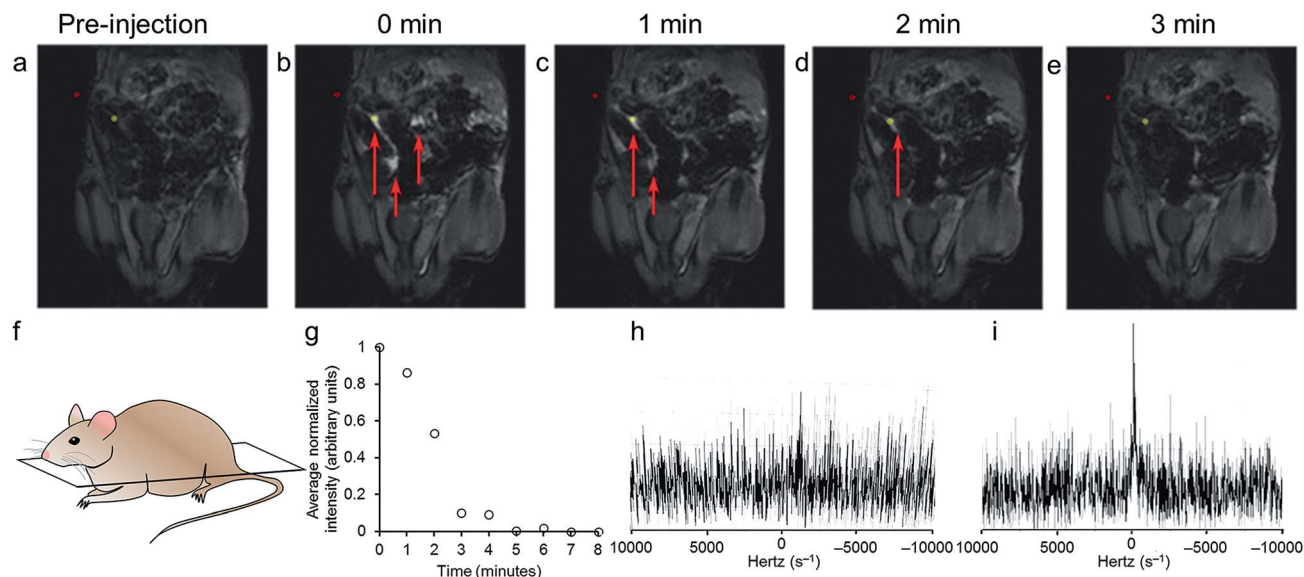 Pre-injection 0 min 1 min 2 min 3 min
a b c d e
f g h i
Average normalized
intensity (arbitrary units)
1
0.8
0.6
0.4
0.2
0
0 1 2 3 4 5 6 7 8
Time (minutes)
10000 5000 0 −5000 −10000
Hertz (s⁻¹)
10000 5000 0 −5000 −10000
Hertz (s⁻¹)